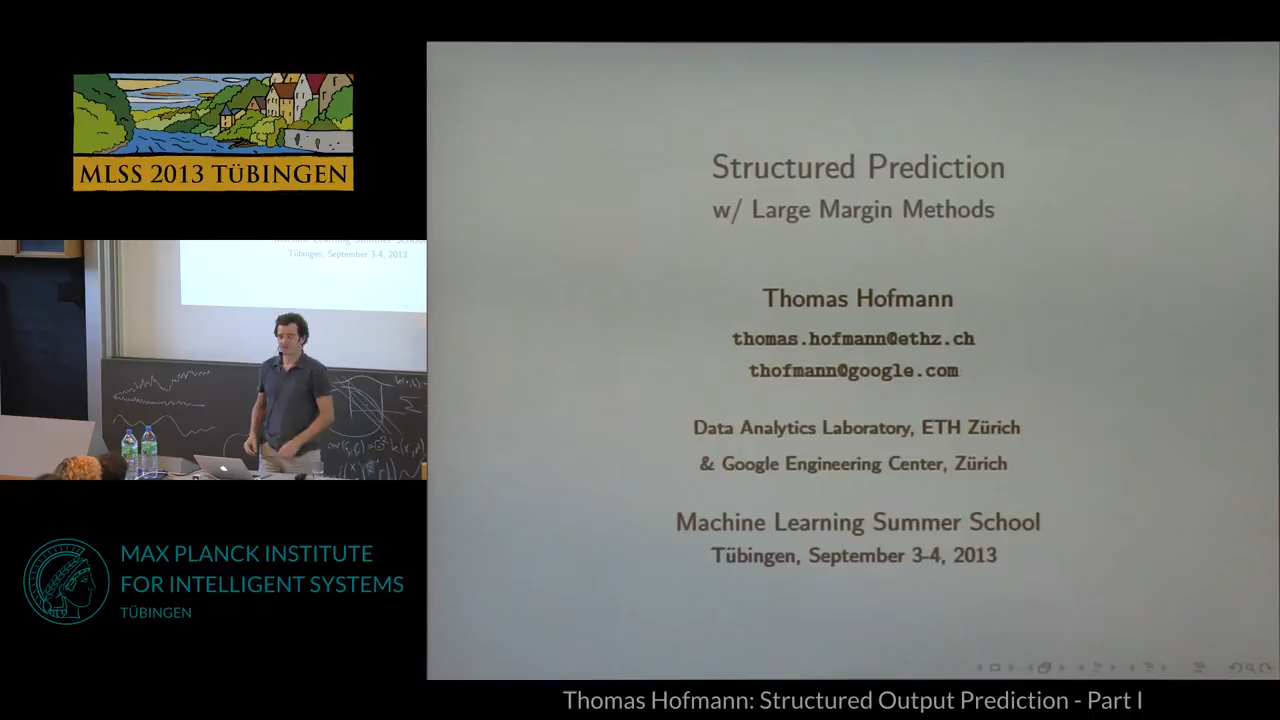 MLSS 2013 TÜBINGEN
Tübingen, September 3-4, 2013
MAX PLANCK INSTITUTE
FOR INTELLIGENT SYSTEMS
TÜBINGEN
Structured Prediction
w/ Large Margin Methods
Thomas Hofmann
thomas.hofmann@ethz.ch
thofmann@google.com
Data Analytics Laboratory, ETH Zürich
& Google Engineering Center, Zürich
Machine Learning Summer School
Tübingen, September 3-4, 2013
Thomas Hofmann: Structured Output Prediction - Part I